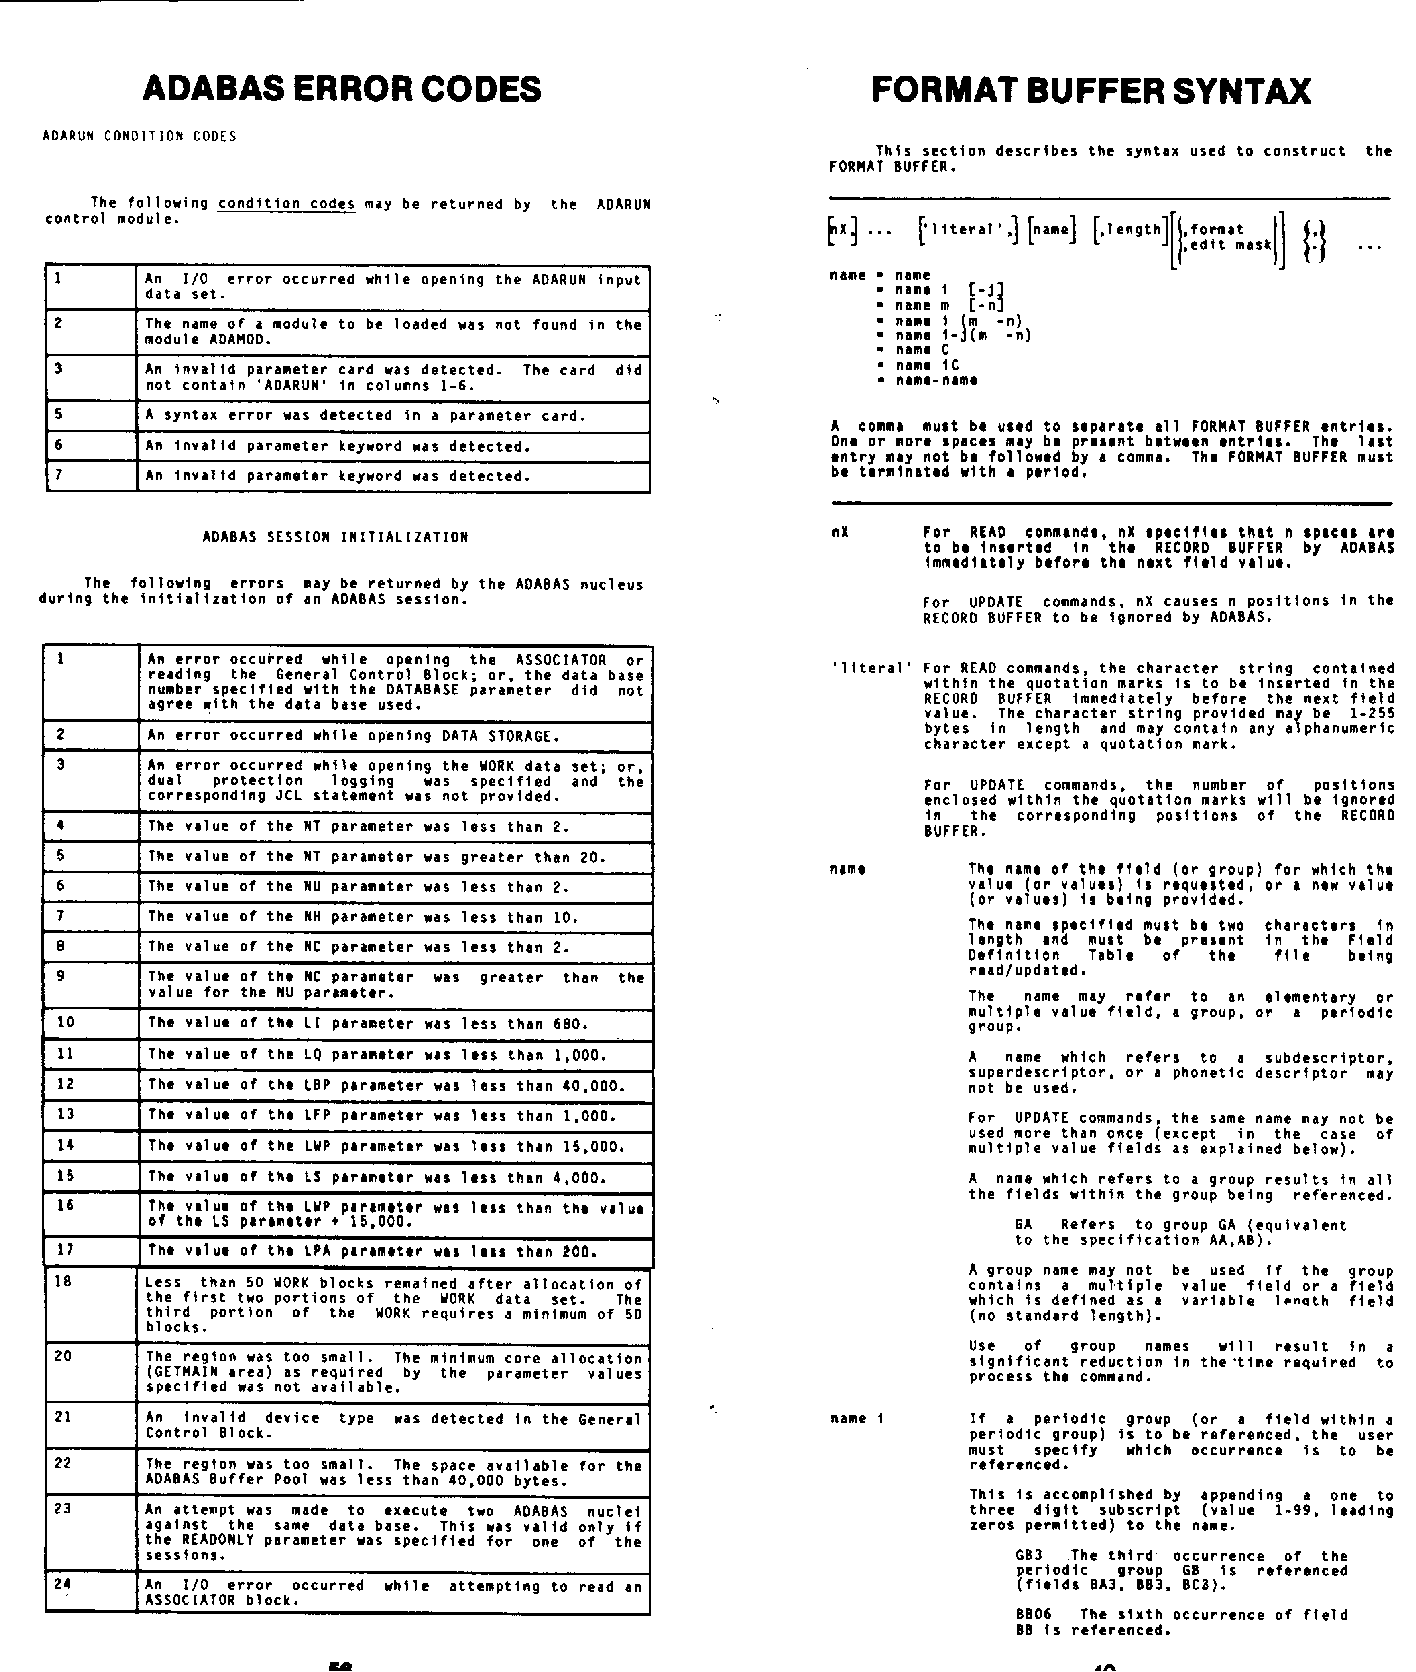 ADABAS ERROR CODES
ADARUN CONDITION CODES
The following condition codes may be returned by the ADARUN
control module.
1 An I/O error occurred while opening the ADARUN input
data set.
2 The name of a module to be loaded was not found in the
module ADAMOD.
3 An invalid parameter card was detected. The card did
not contain 'ADARUN' in columns 1-6.
5 A syntax error was detected in a parameter card.
6 An invalid parameter keyword was detected.
7 An invalid parameter keyword was detected.
ADABAS SESSION INITIALIZATION
The following errors may be returned by the ADABAS nucleus
during the initialization of an ADABAS session.
1 An error occurred while opening the ASSOCIATOR or
reading the General Control Block; or, the data base
number specified with the DATABASE parameter did not
agree with the data base used.
2 An error occurred while opening DATA STORAGE.
3 An error occurred while opening the WORK data set; or,
dual protection logging was specified and the
corresponding JCL statement was not provided.
4 The value of the NT parameter was less than 2.
5 The value of the NT parameter was greater than 20.
6 The value of the NU parameter was less than 2.
7 The value of the NH parameter was less than 10.
8 The value of the NC parameter was less than 2.
9 The value of the NC parameter was greater than the
value for the NU parameter.
10 The value of the LI parameter was less than 680.
11 The value of the LQ parameter was less than 1,000.
12 The value of the LBP parameter was less than 40,000.
13 The value of the LFP parameter was less than 1,000.
14 The value of the LWP parameter was less than 15,000.
15 The value of the LS parameter was less than 4,000.
16 The value of the LWP parameter was less than the value
of the LS parameter + 15,000.
17 The value of the LPA parameter was less than 200.
18 Less than 50 WORK blocks remained after allocation of
the first two portions of the WORK data set. The
third portion of the WORK requires a minimum of 50
blocks.
20 The region was too small. The minimum core allocation
(GETMAIN area) as required by the parameter values
specified was not available.
21 An invalid device type was detected in the General
Control Block.
22 The region was too small. The space available for the
ADABAS Buffer Pool was less than 40,000 bytes.
23 An attempt was made to execute two ADABAS nuclei
against the same data base. This was valid only if
the READONLY parameter was specified for one of the
sessions.
24 An I/O error occurred while attempting to read an
ASSOCIATOR block.
FORMAT BUFFER SYNTAX
This section describes the syntax used to construct the
FORMAT BUFFER.
[nX,] ... ['literal',] [name] [,length] [{,format
,edit mask}] {,}{.} ...
name = name
= name i [-j]
= name m [-n]
= name i (m -n)
= name i-j(m -n)
= name C
= name iC
= name-name
A comma must be used to separate all FORMAT BUFFER entries.
One or more spaces may be present between entries. The last
entry may not be followed by a comma. The FORMAT BUFFER must
be terminated with a period.
nX For READ commands, nX specifies that n spaces are
to be inserted in the RECORD BUFFER by ADABAS
immediately before the next field value.
For UPDATE commands, nX causes n positions in the
RECORD BUFFER to be ignored by ADABAS.
'literal' For READ commands, the character string contained
within the quotation marks is to be inserted in the
RECORD BUFFER immediately before the next field
value. The character string provided may be 1-255
bytes in length and may contain any alphanumeric
character except a quotation mark.
For UPDATE commands, the number of positions
enclosed within the quotation marks will be ignored
in the corresponding positions of the RECORD
BUFFER.
name The name of the field (or group) for which the
value (or values) is requested, or a new value
(or values) is being provided.
The name specified must be two characters in
length and must be present in the Field
Definition Table of the file being
read/updated.
The name may refer to an elementary or
multiple value field, a group, or a periodic
group.
A name which refers to a subdescriptor,
superdescriptor, or a phonetic descriptor may
not be used.
For UPDATE commands, the same name may not be
used more than once (except in the case of
multiple value fields as explained below).
A name which refers to a group results in all
the fields within the group being referenced.
GA Refers to group GA (equivalent
to the specification AA,AB).
A group name may not be used if the group
contains a multiple value field or a field
which is defined as a variable length field
(no standard length).
Use of group names will result in a
significant reduction in the time required to
process the command.
name i If a periodic group (or a field within a
periodic group) is to be referenced, the user
must specify which occurrence is to be
referenced.
This is accomplished by appending a one to
three digit subscript (value 1-99, leading
zeros permitted) to the name.
GB3 The third occurrence of the
periodic group GB is referenced
(fields BA3, BB3, BC3).
BB06 The sixth occurrence of field
BB is referenced.